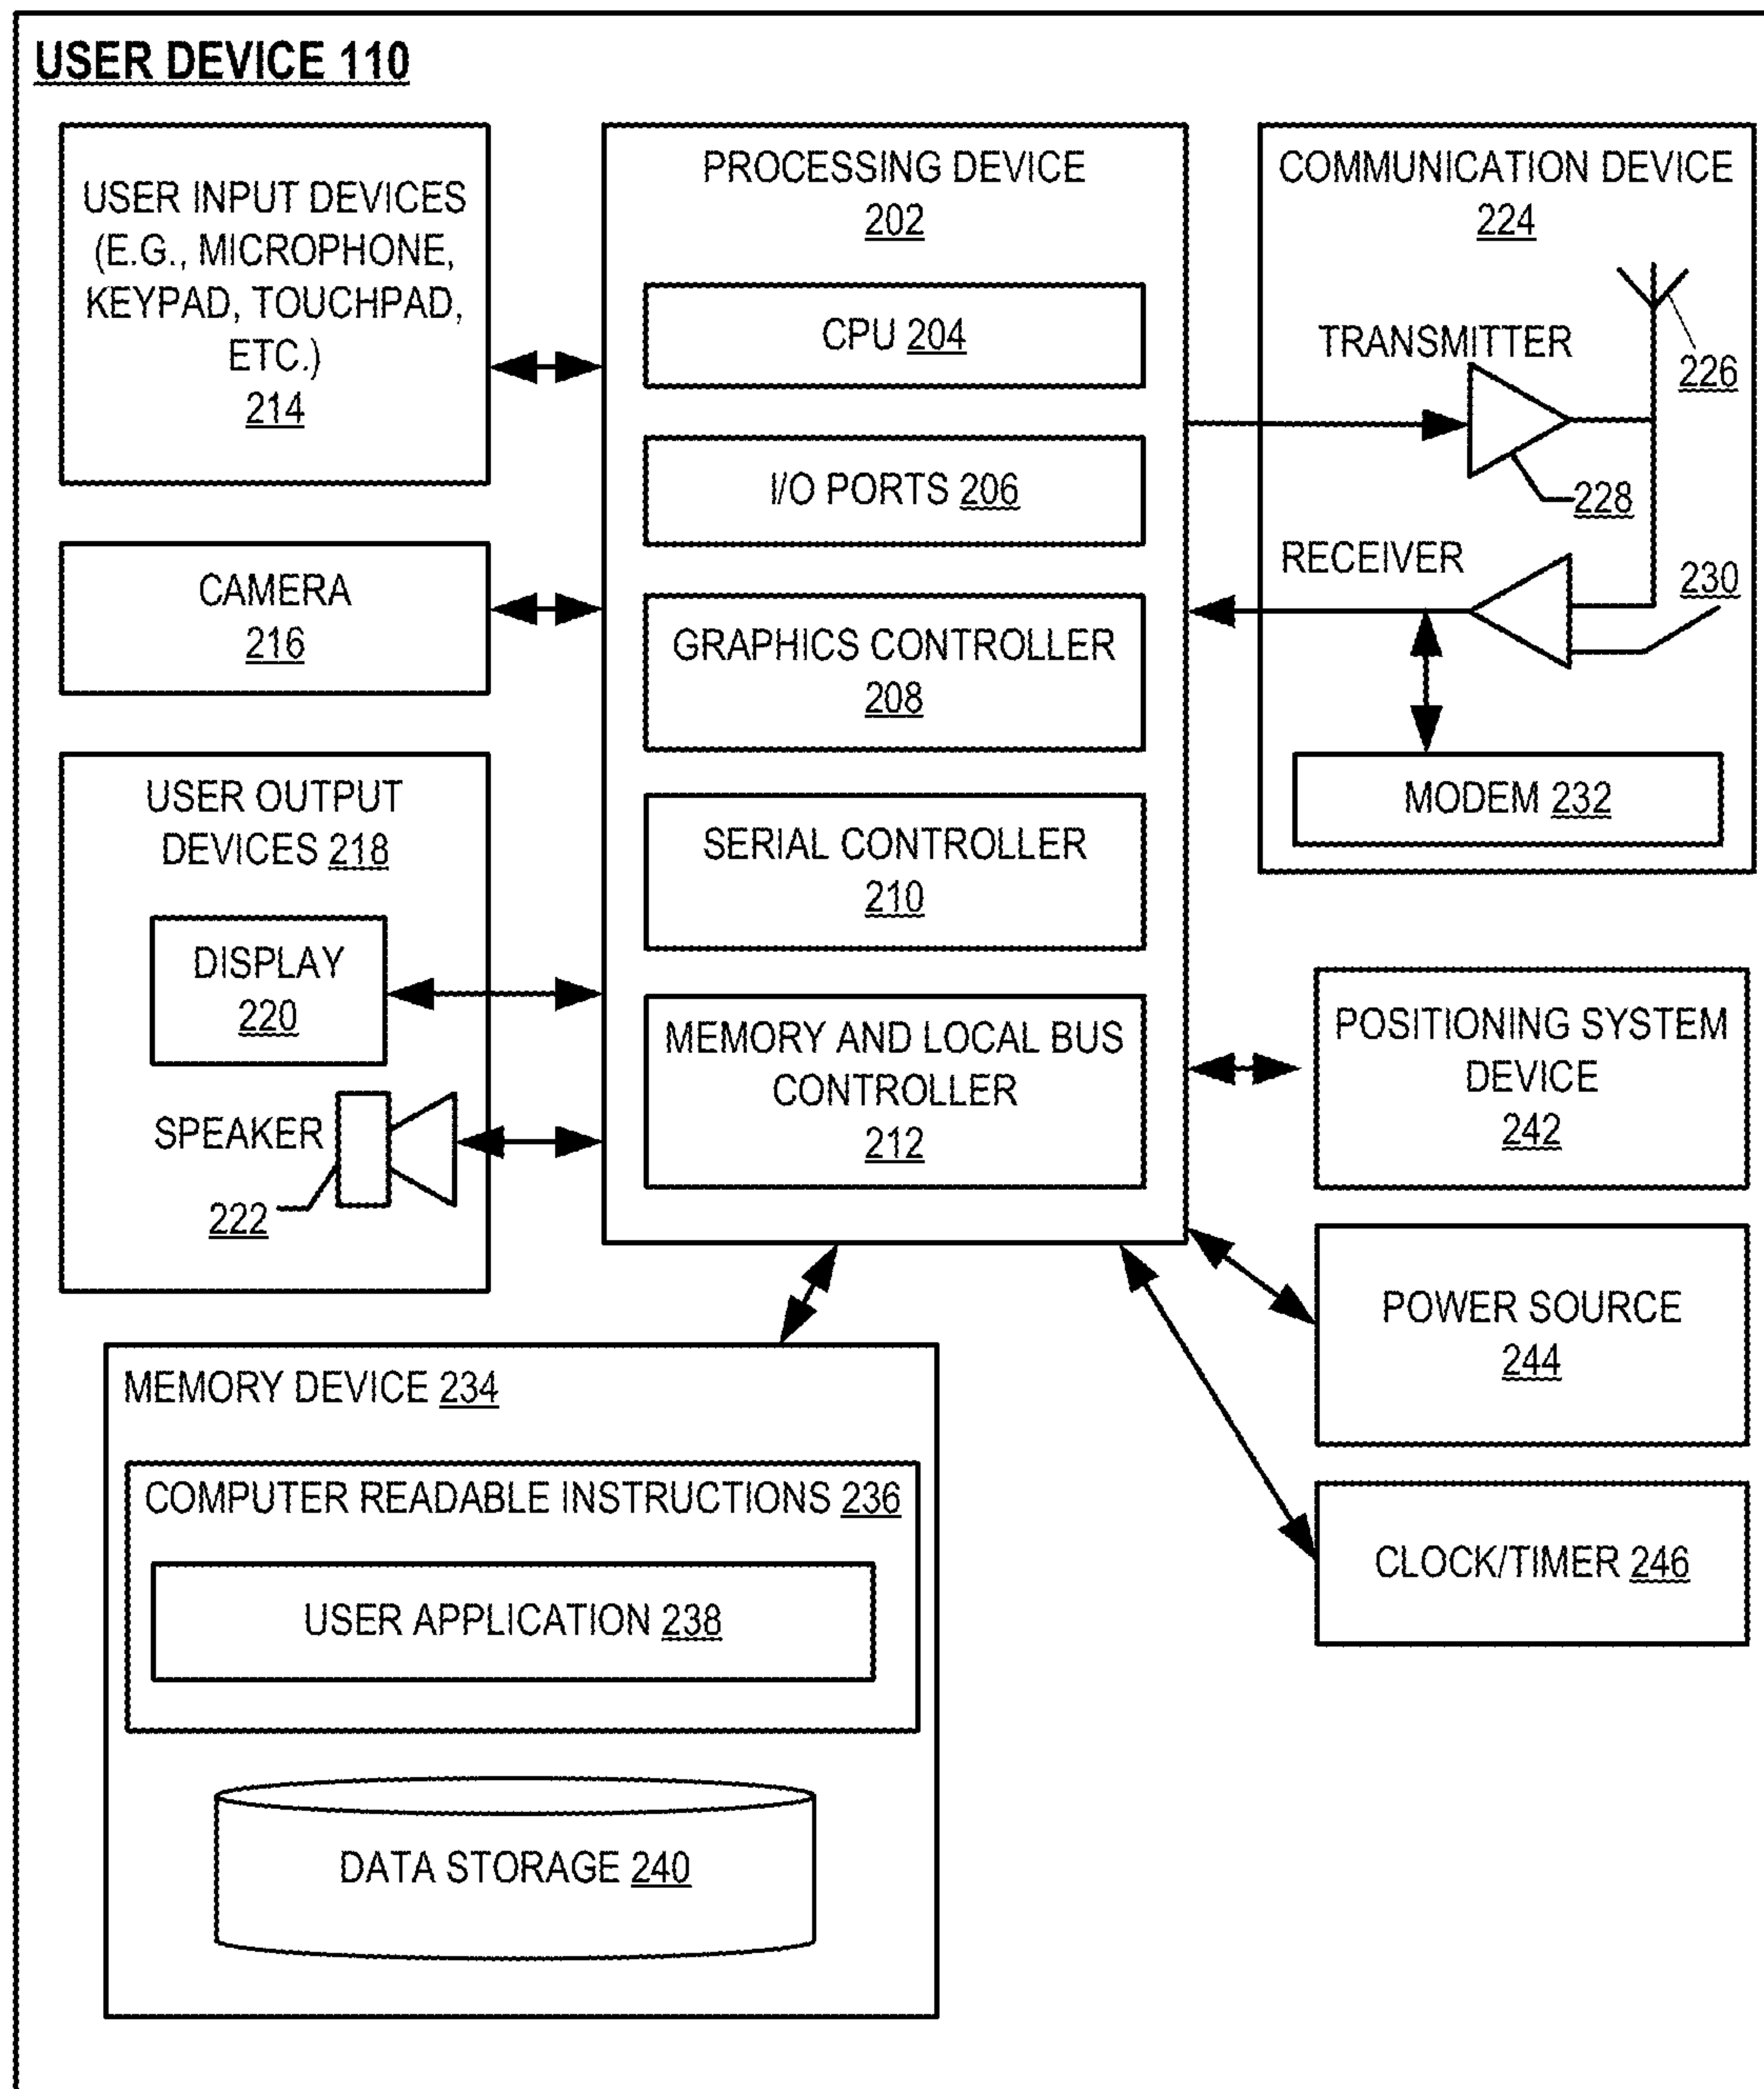 USER DEVICE 110
USER INPUT DEVICES
(E.G., MICROPHONE,
KEYPAD, TOUCHPAD,
ETC.)
214
CAMERA
216
USER OUTPUT
DEVICES 218
DISPLAY
220
SPEAKER
222
PROCESSING DEVICE
202
CPU 204
I/O PORTS 206
GRAPHICS CONTROLLER
208
SERIAL CONTROLLER
210
MEMORY AND LOCAL BUS
CONTROLLER
212
COMMUNICATION DEVICE
224
TRANSMITTER
226
228
RECEIVER
230
MODEM 232
POSITIONING SYSTEM
DEVICE
242
POWER SOURCE
244
CLOCK/TIMER 246
MEMORY DEVICE 234
COMPUTER READABLE INSTRUCTIONS 236
USER APPLICATION 238
DATA STORAGE 240